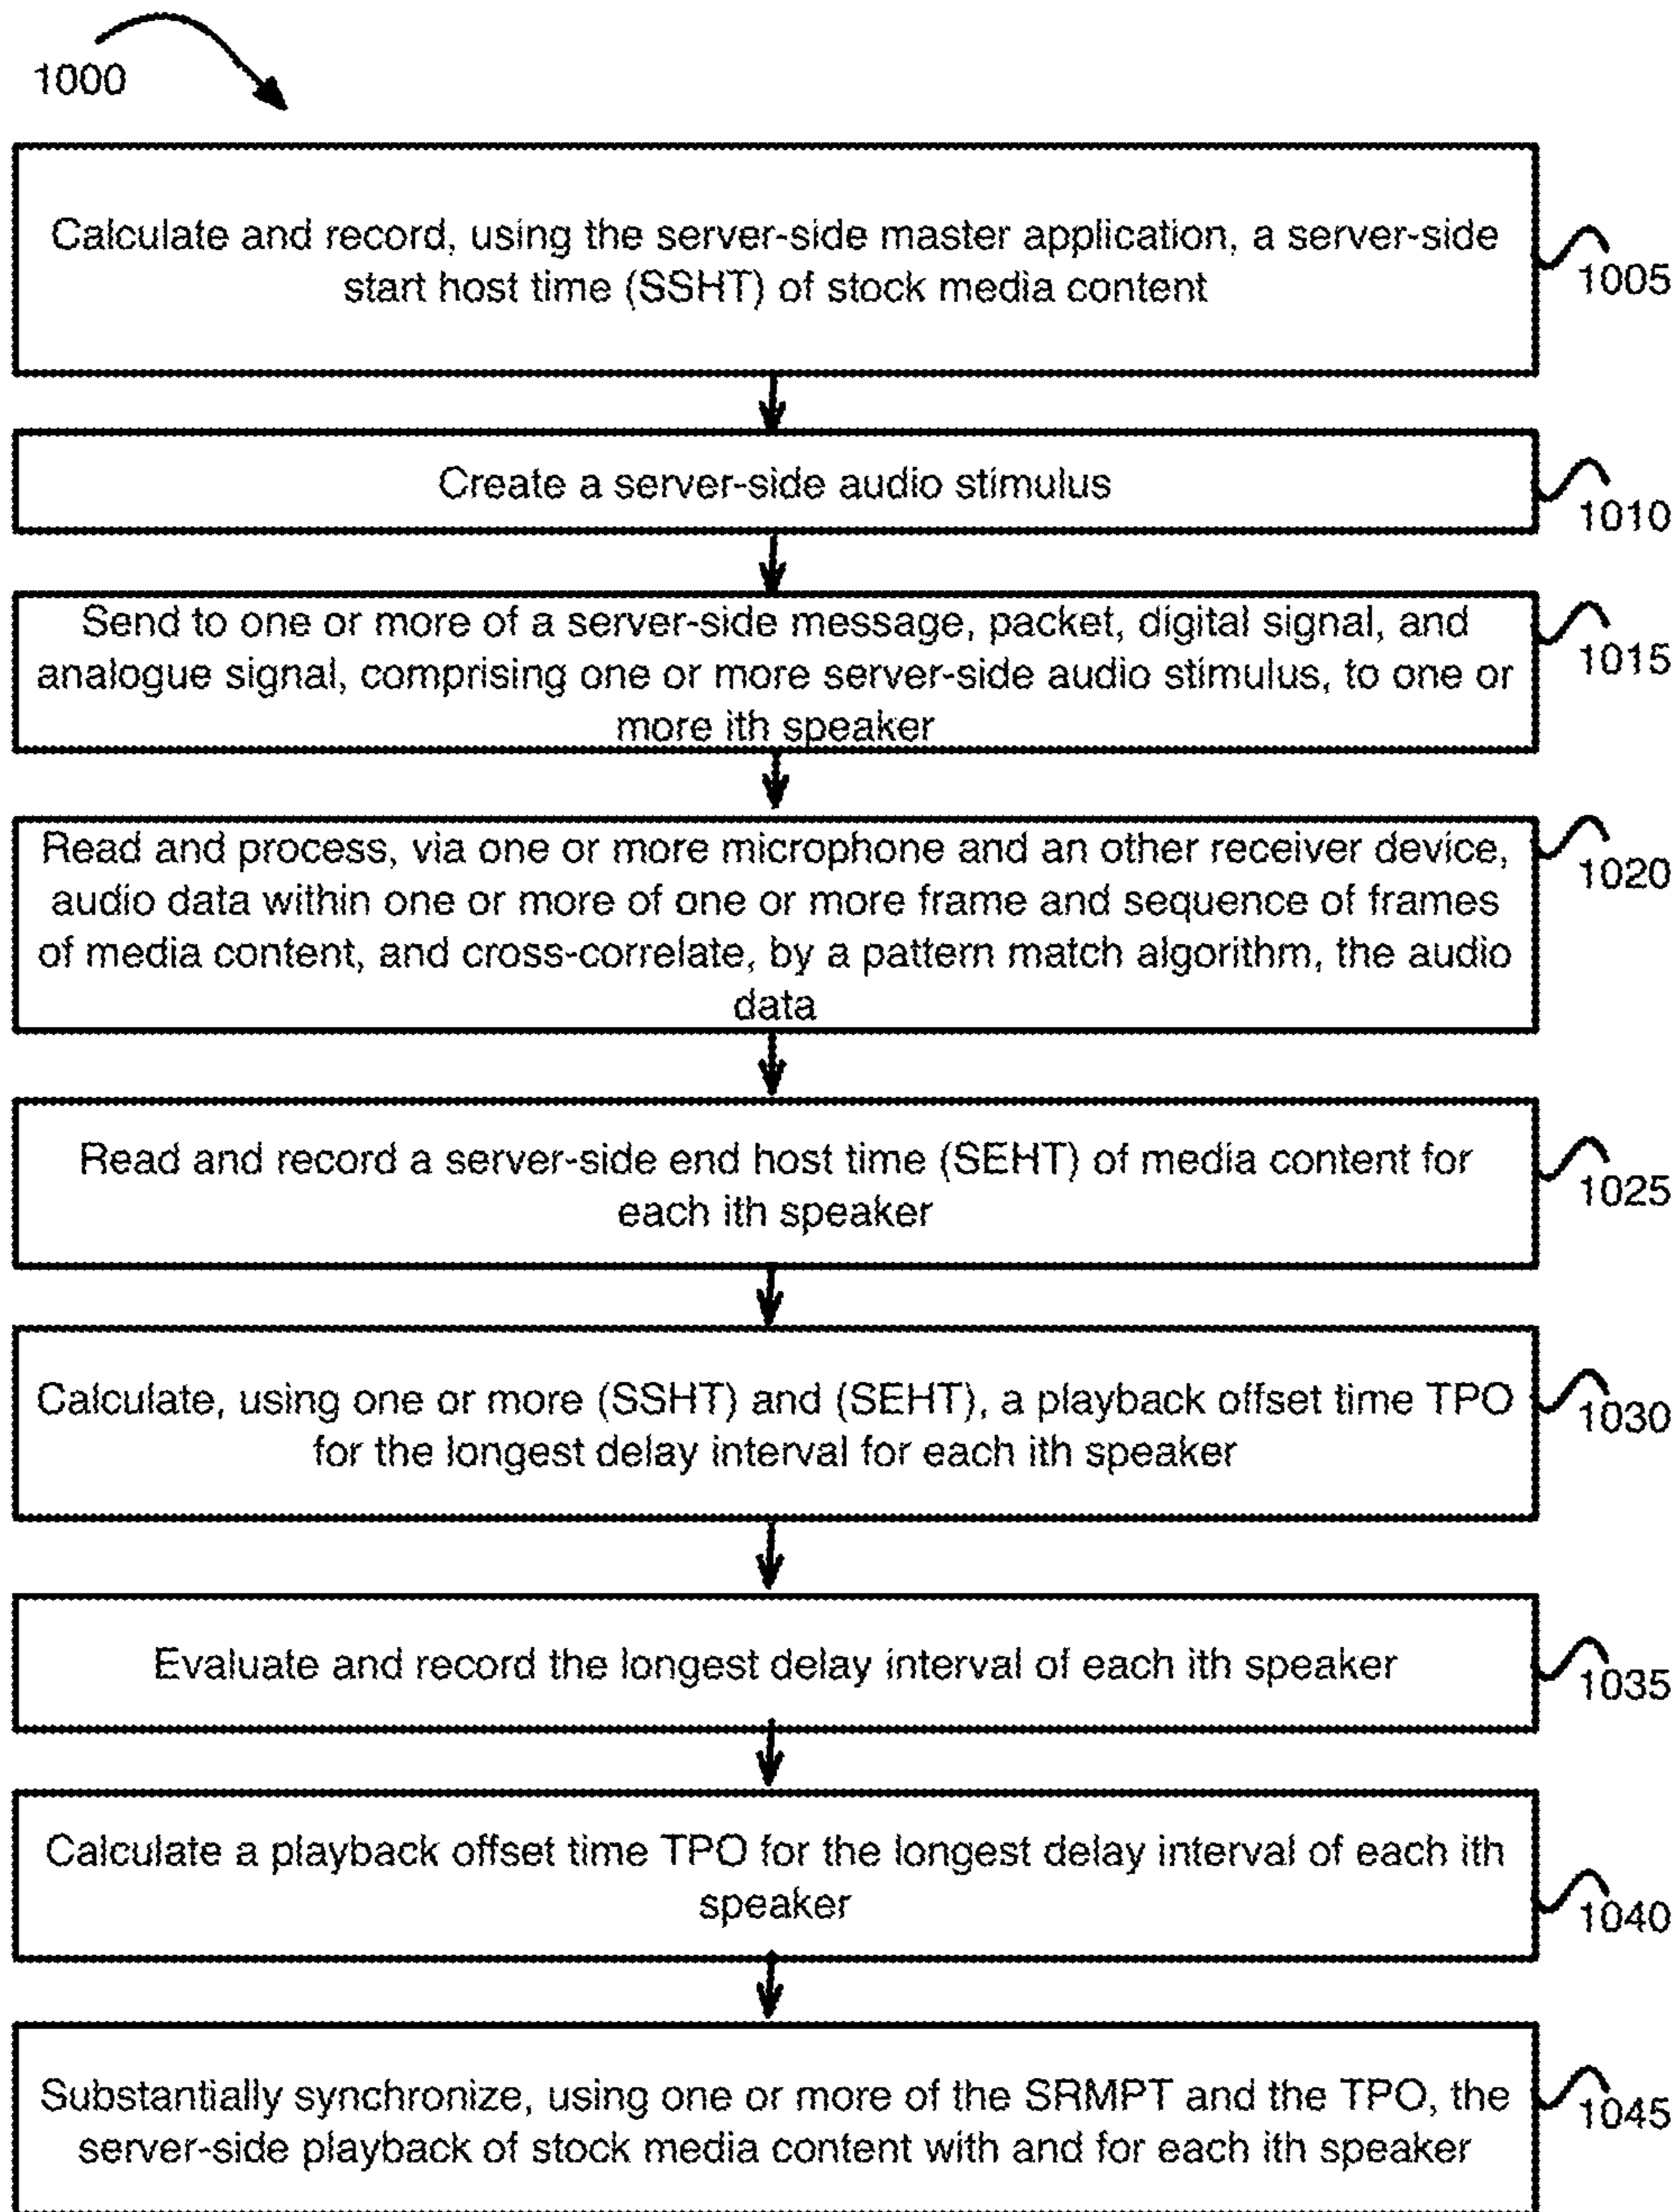 1000
Calculate and record, using the server-side master application, a server-side
start host time (SSHT) of stock media content
1005
Create a server-side audio stimulus
1010
Send to one or more of a server-side message, packet, digital signal, and
analogue signal, comprising one or more server-side audio stimulus, to one or
more ith speaker
1015
Read and process, via one or more microphone and an other receiver device,
audio data within one or more of one or more frame and sequence of frames
of media content, and cross-correlate, by a pattern match algorithm, the audio
data
1020
Read and record a server-side end host time (SEHT) of media content for
each ith speaker
1025
Calculate, using one or more (SSHT) and (SEHT), a playback offset time TPO
for the longest delay interval for each ith speaker
1030
Evaluate and record the longest delay interval of each ith speaker
1035
Calculate a playback offset time TPO for the longest delay interval of each ith
speaker
1040
Substantially synchronize, using one or more of the SRMPT and the TPO, the
server-side playback of stock media content with and for each ith speaker
1045